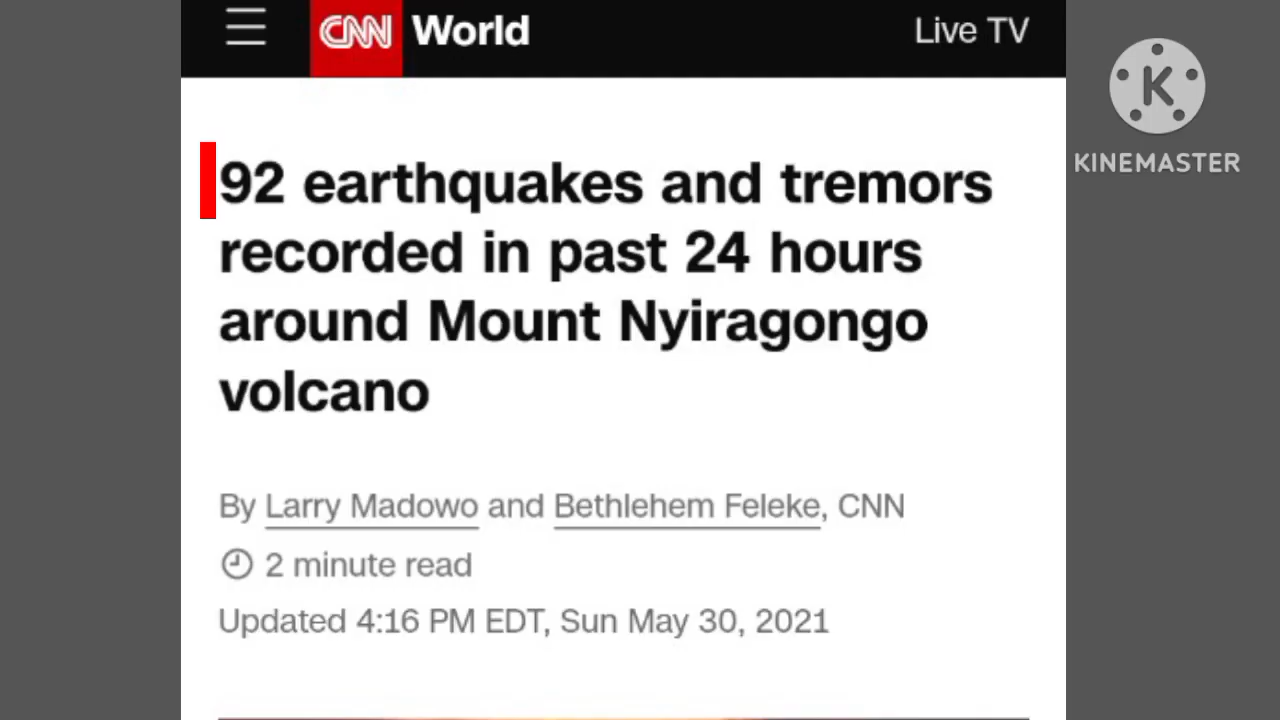 CNN World Live TV
K
KINEMASTER
92 earthquakes and tremors
recorded in past 24 hours
around Mount Nyiragongo
volcano
By Larry Madowo and Bethlehem Feleke, CNN
2 minute read
Updated 4:16 PM EDT, Sun May 30, 2021